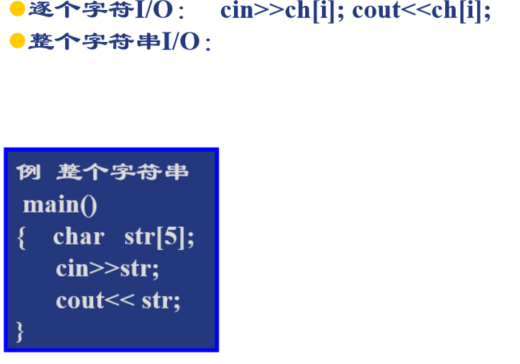 ●逐个字符I/O： cin>>ch[i]; cout<<ch[i];
●整个字符串I/O：
例 整个字符串
main()
{ char str[5];
cin>>str;
cout<< str;
}